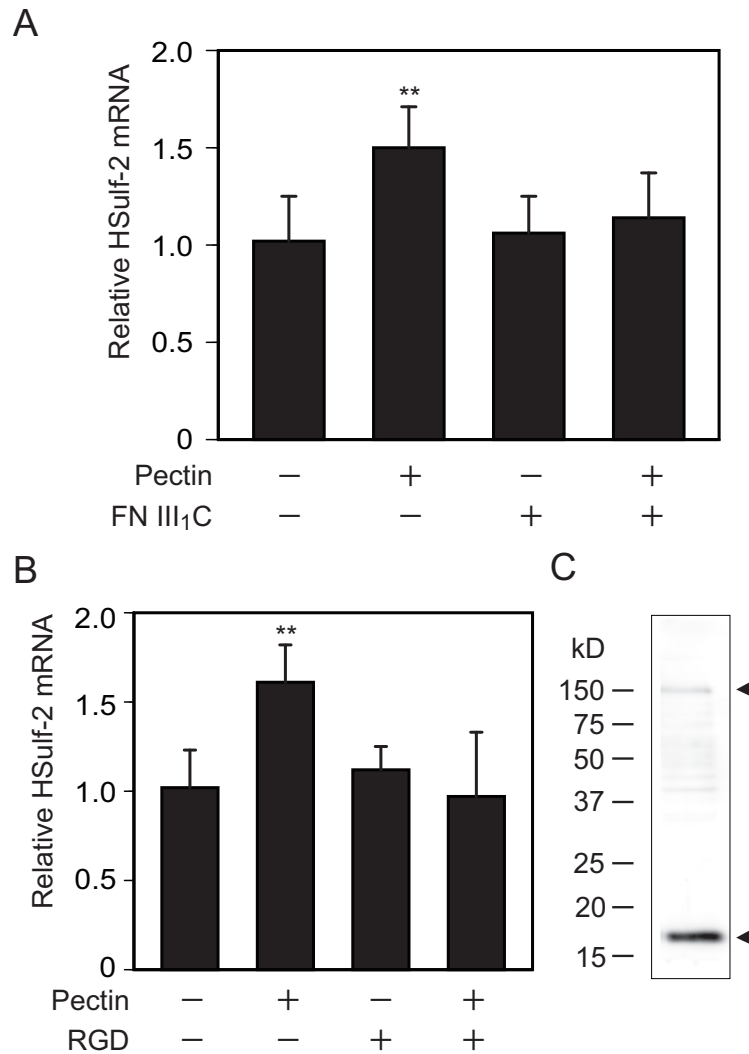 A
Relative HSulf-2 mRNA
2.0
1.5
1.0
0.5
0
**
Pectin − + − +
FN III₁C − − + +
B
Relative HSulf-2 mRNA
2.0
1.5
1.0
0.5
0
**
Pectin − + − +
RGD − − + +
C
kD
150
75
50
37
25
20
15